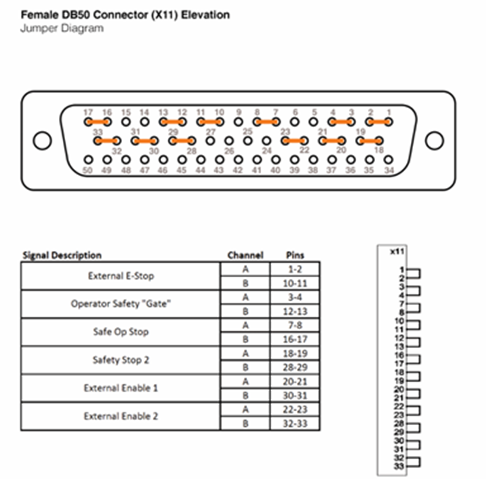 Female DB50 Connector (X11) Elevation
Jumper Diagram
17 16 15 14 13 12 11 10 9 8 7 6 5 4 3 2 1
33 31 29 27 25 23 21 19
32 30 28 26 24 22 20 18
50 49 48 47 46 45 44 43 42 41 40 39 38 37 36 35 34
Signal Description Channel Pins
External E-Stop A 1-2
B 10-11
Operator Safety "Gate" A 3-4
B 12-13
Safe Op Stop A 7-8
B 16-17
Safety Stop 2 A 18-19
B 28-29
External Enable 1 A 20-21
B 30-31
External Enable 2 A 22-23
B 32-33
x11
1
2
3
4
7
8
10
11
12
13
16
17
18
19
20
21
22
23
28
29
30
31
32
33